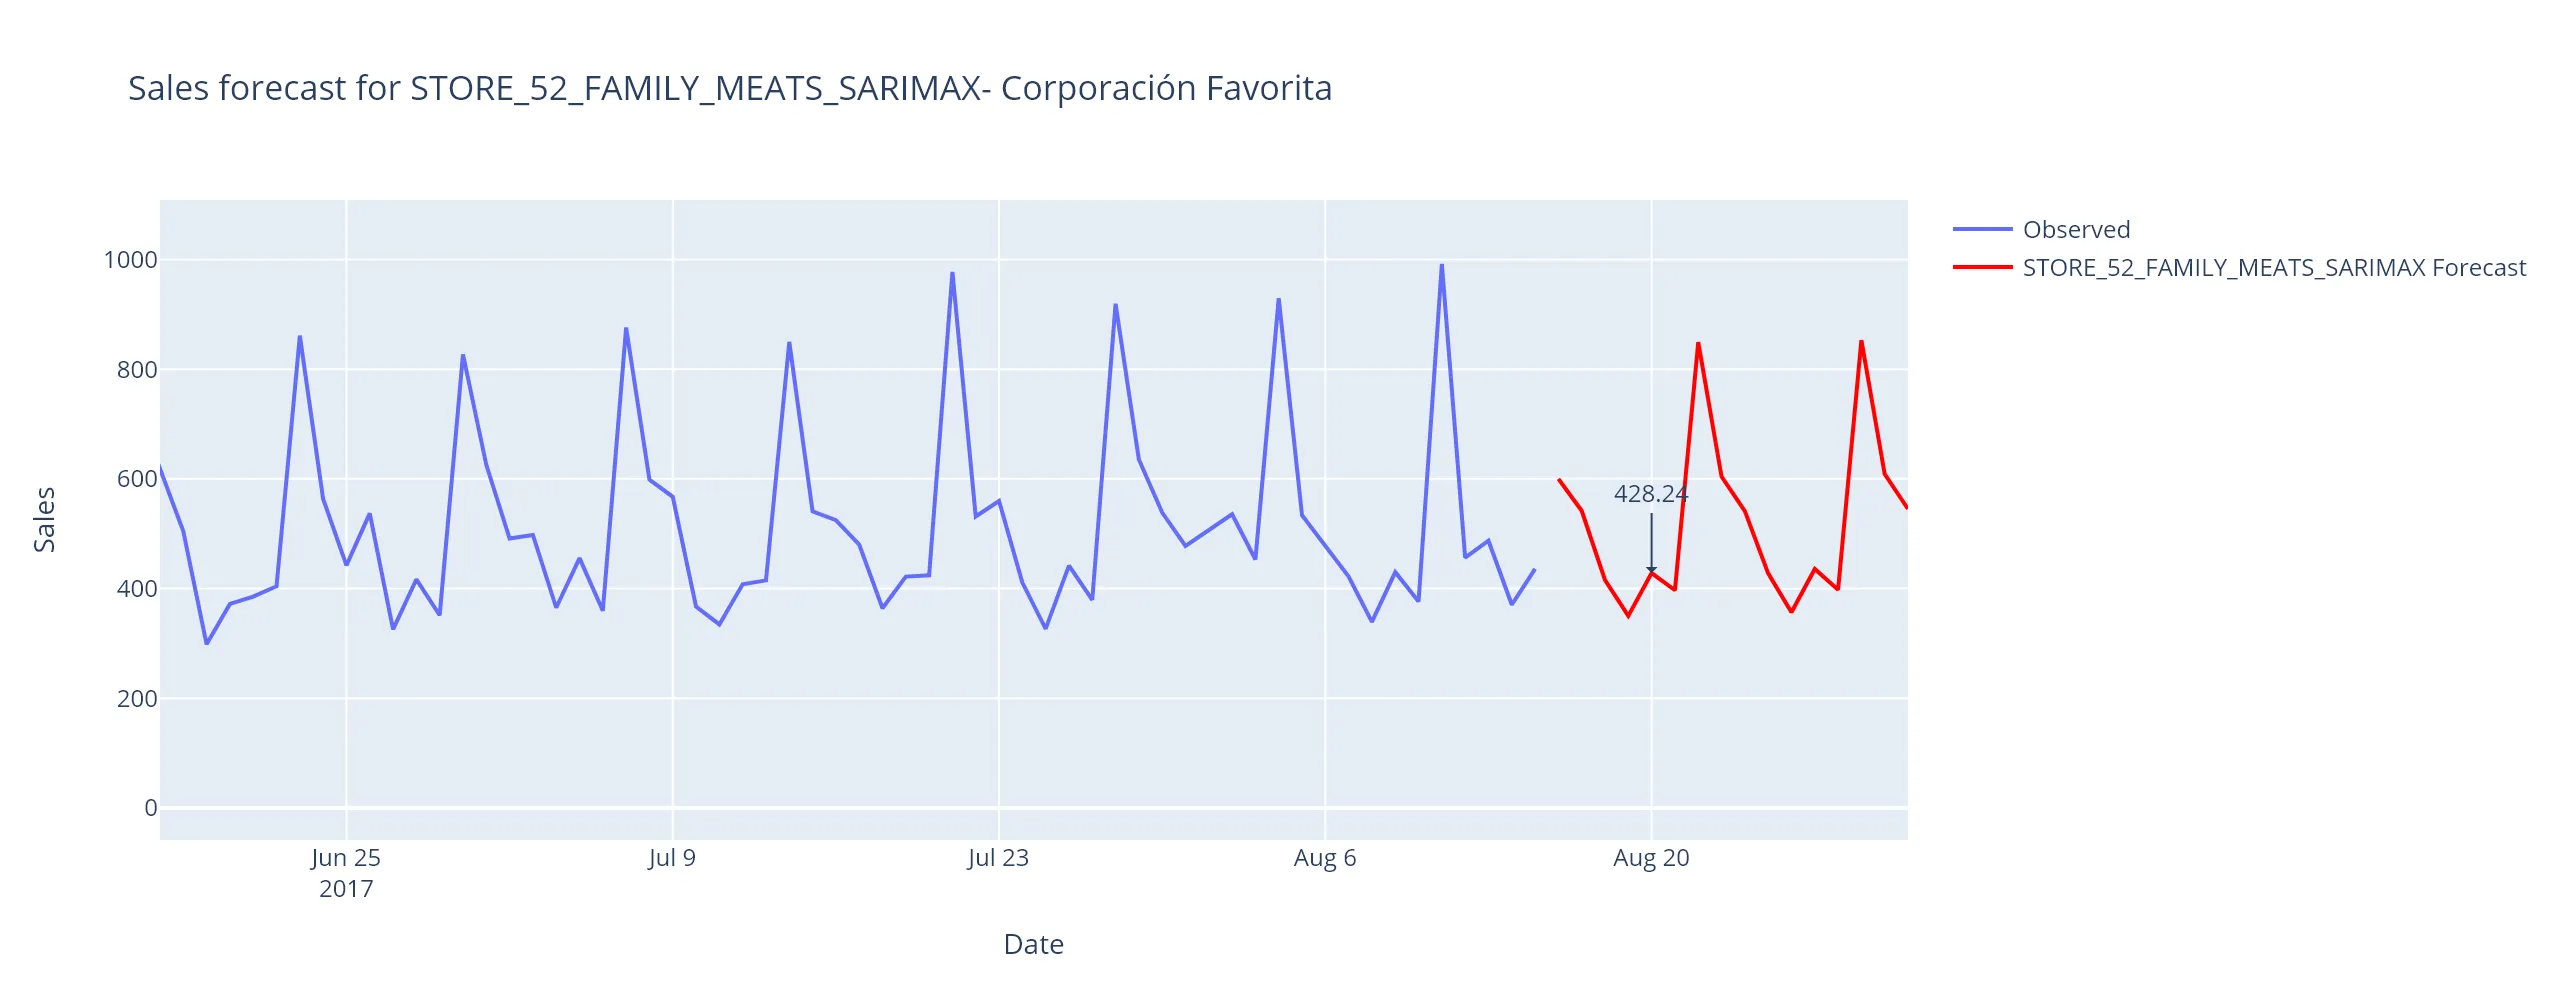 Sales forecast for STORE_52_FAMILY_MEATS_SARIMAX- Corporación Favorita
Observed
STORE_52_FAMILY_MEATS_SARIMAX Forecast
1000
800
600
400
200
0
Sales
428.24
Jun 25
2017
Jul 9
Jul 23
Aug 6
Aug 20
Date